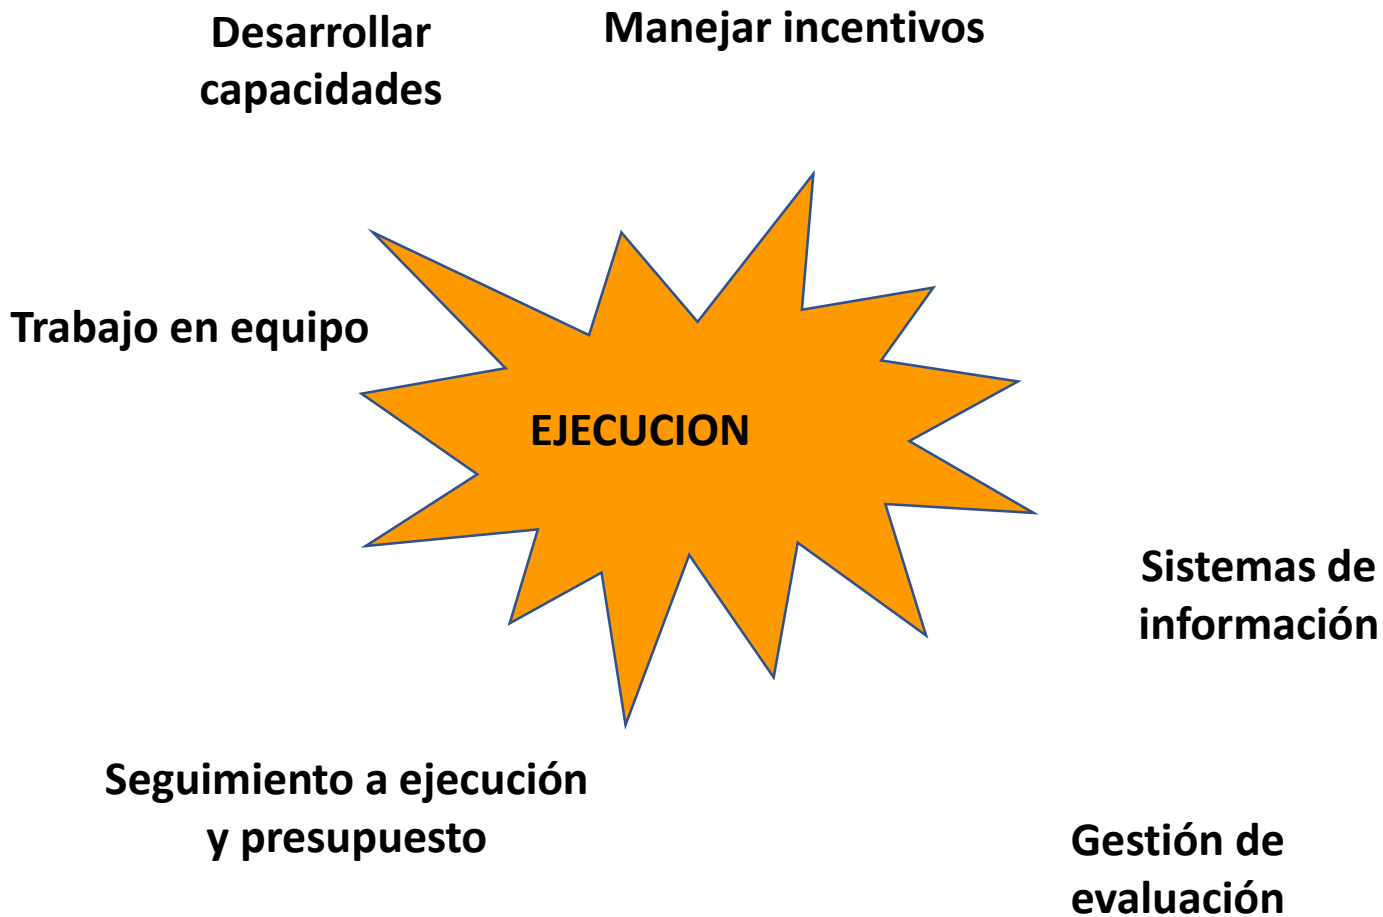 Desarrollar
capacidades
Manejar incentivos
Trabajo en equipo
EJECUCION
Sistemas de
información
Seguimiento a ejecución
y presupuesto
Gestión de
evaluación